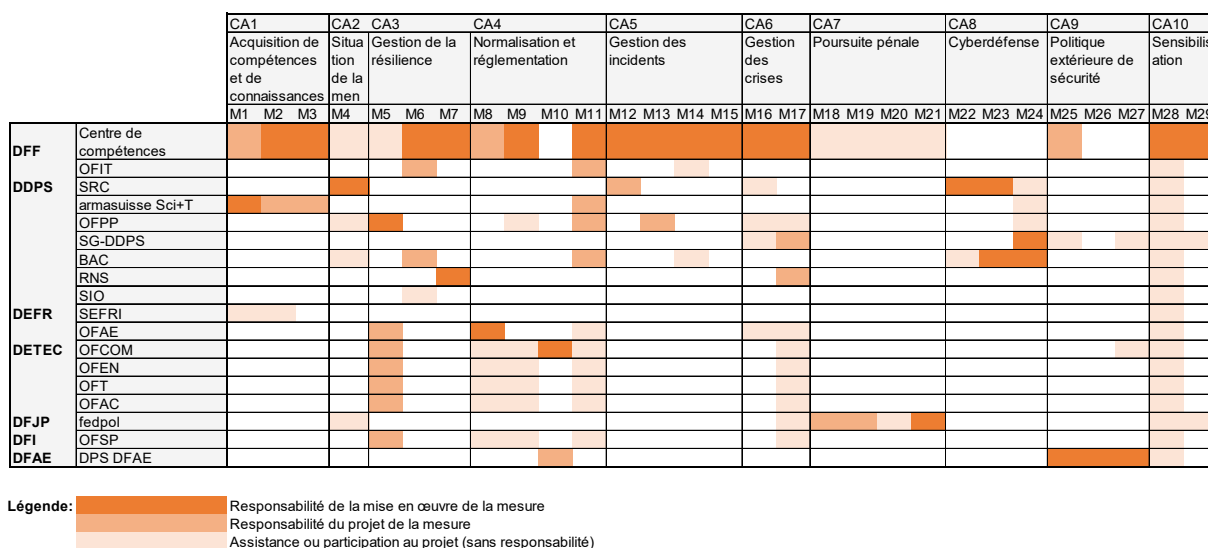 CA1 CA2 CA3 CA4 CA5 CA6 CA7 CA8 CA9 CA10
Acquisition de Situa Gestion de la Normalisation et Gestion des Gestion Poursuite pénale Cyberdéfense Politique Sensibilis
compétences tion résilience réglementation incidents des extérieure de ation
et de de la crises sécurité
connaissances men
M1 M2 M3 M4 M5 M6 M7 M8 M9 M10 M11 M12 M13 M14 M15 M16 M17 M18 M19 M20 M21 M22 M23 M24 M25 M26 M27 M28 M29
Centre de
DFF compétences
OFIT
DDPS SRC
armasuisse Sci+T
OFPP
SG-DDPS
BAC
RNS
SIO
DEFR SEFRI
OFAE
DETEC OFCOM
OFEN
OFT
OFAC
DFJP fedpol
DFI OFSP
DFAE DPS DFAE
Légende: Responsabilité de la mise en œuvre de la mesure
Responsabilité du projet de la mesure
Assistance ou participation au projet (sans responsabilité)